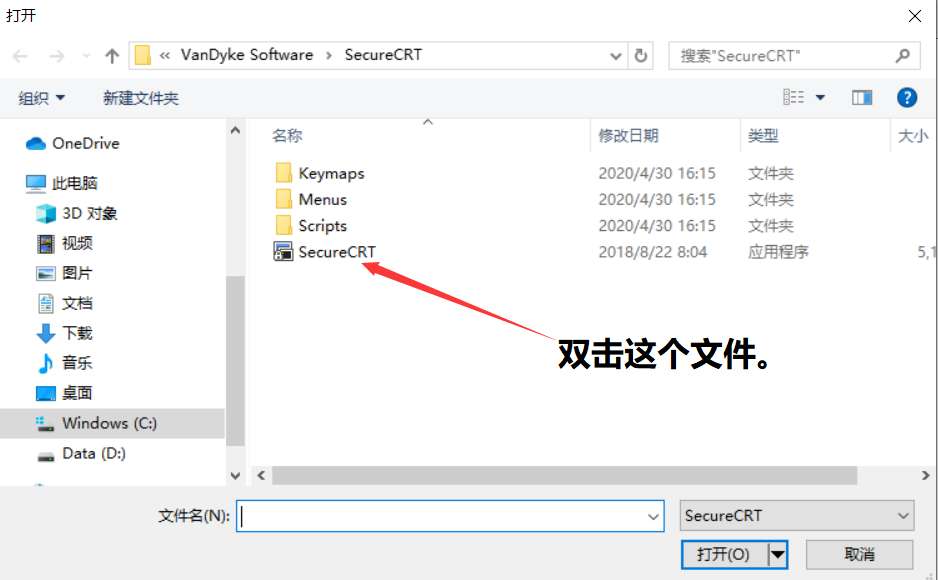 打开
« VanDyke Software › SecureCRT
搜索"SecureCRT"
组织
新建文件夹
名称 修改日期 类型 大小
OneDrive
此电脑
3D 对象
视频
图片
文档
下载
音乐
桌面
Windows (C:)
Data (D:)
Keymaps 2020/4/30 16:15 文件夹
Menus 2020/4/30 16:15 文件夹
Scripts 2020/4/30 16:15 文件夹
SecureCRT 2018/8/22 8:04 应用程序 5,1
双击这个文件。
文件名(N):
SecureCRT
打开(O)
取消